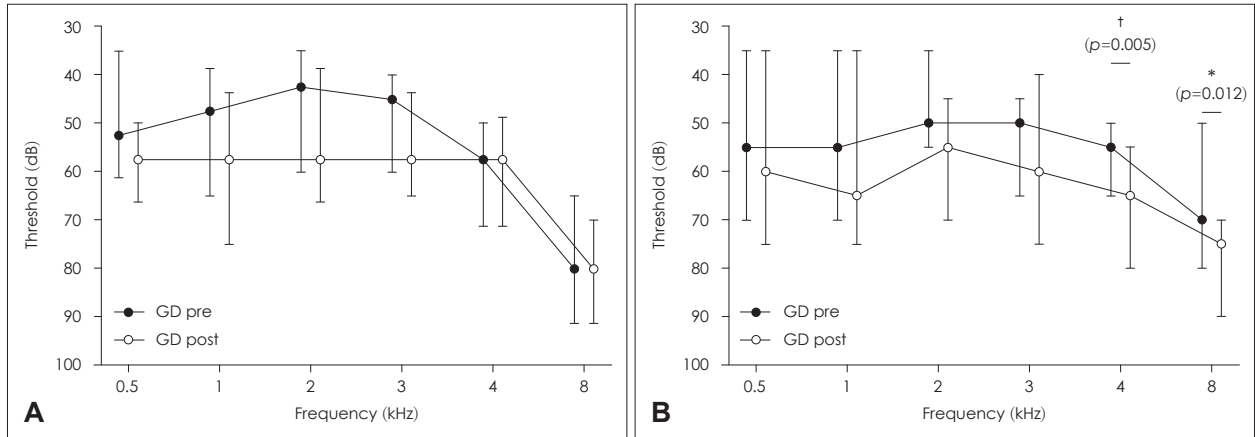 30
40
50
60
70
80
90
100
Threshold (dB)
GD pre
GD post
0.5 1 2 3 4 8
Frequency (kHz)
A
30
40
50
60
70
80
90
100
Threshold (dB)
†
(p=0.005)
*
(p=0.012)
GD pre
GD post
0.5 1 2 3 4 8
Frequency (kHz)
B